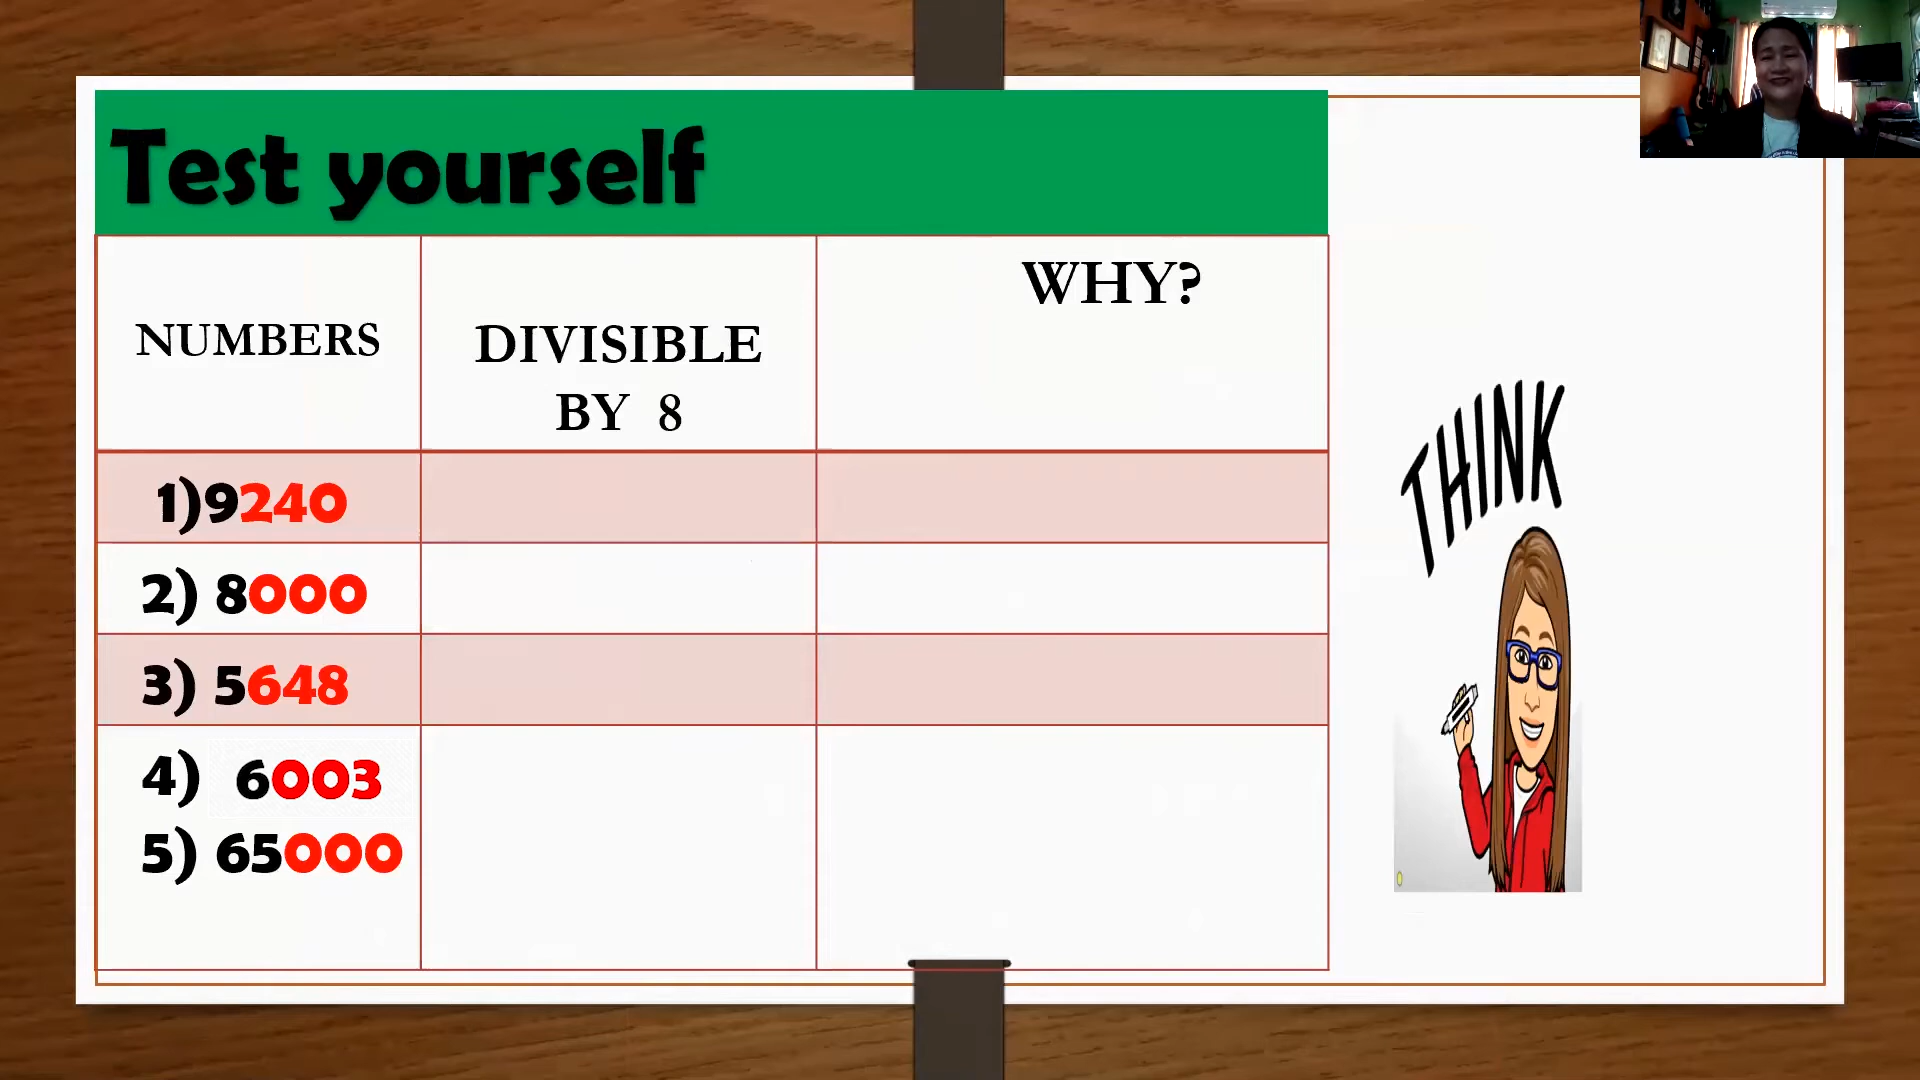 Test yourself
NUMBERS
DIVISIBLE
BY 8
WHY?
1)9240
2) 8000
3) 5648
4) 6003
5) 65000
THINK